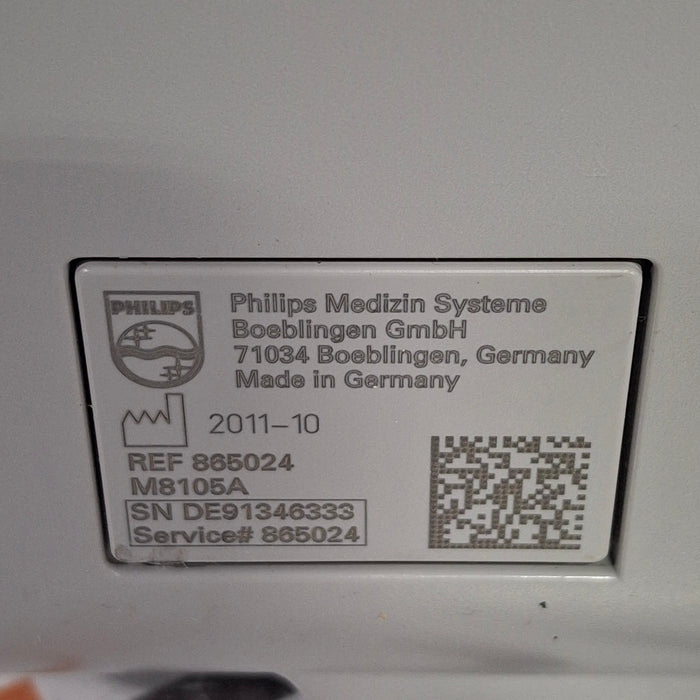 PHILIPS
Philips Medizin Systeme
Boeblingen GmbH
71034 Boeblingen, Germany
Made in Germany
2011-10
REF 865024
M8105A
SN DE91346333
Service# 865024